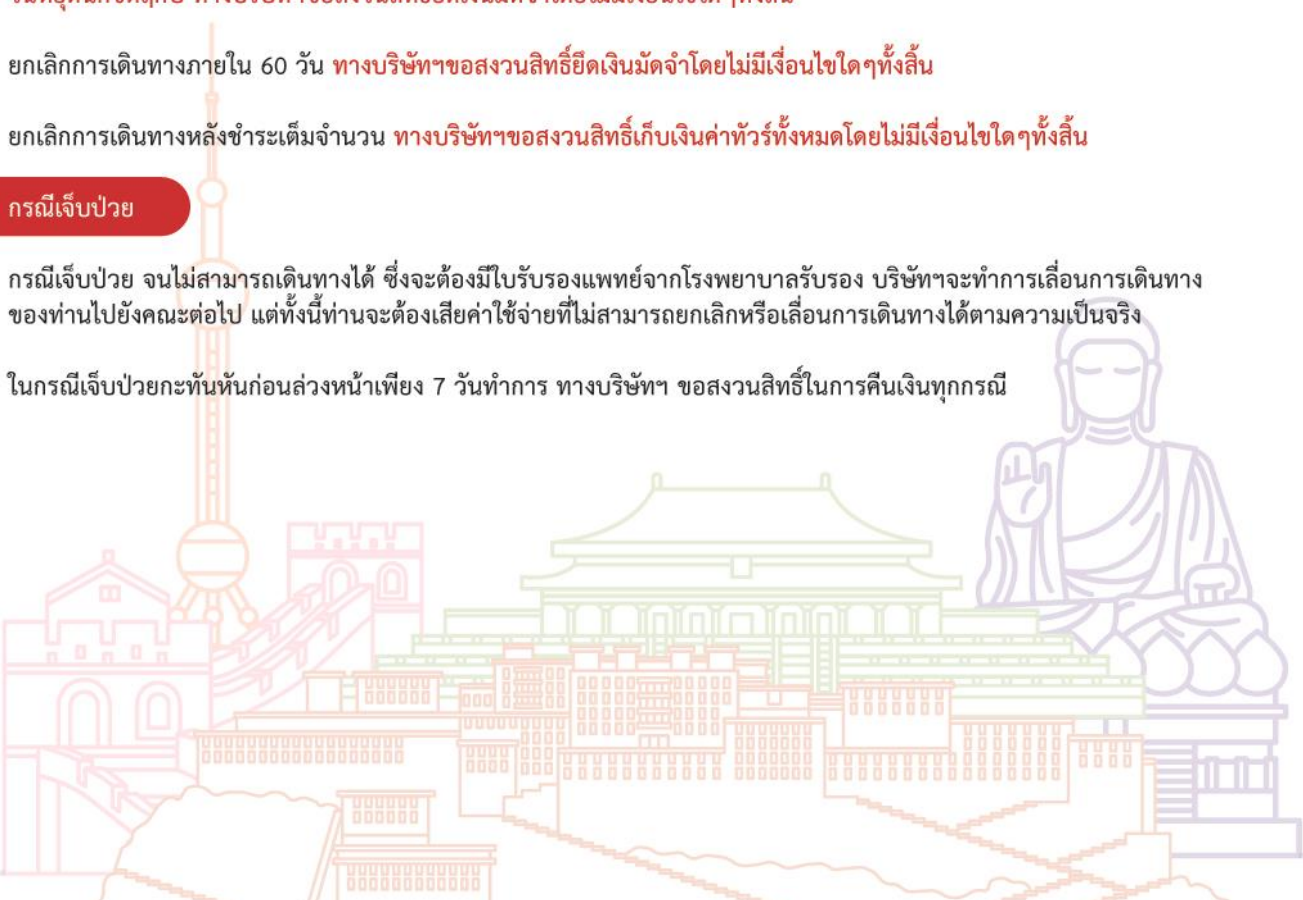 ยกเลิกการเดินทางภายใน 60 วัน ทางบริษัทฯขอสงวนสิทธิ์ยึดเงินมัดจำโดยไม่มีเงื่อนไขใดๆทั้งสิ้น
ยกเลิกการเดินทางหลังชำระเต็มจำนวน ทางบริษัทฯขอสงวนสิทธิ์เก็บเงินค่าทัวร์ทั้งหมดโดยไม่มีเงื่อนไขใดๆทั้งสิ้น
กรณีเจ็บป่วย
กรณีเจ็บป่วย จนไม่สามารถเดินทางได้ ซึ่งจะต้องมีใบรับรองแพทย์จากโรงพยาบาลรับรอง บริษัทฯจะทำการเลื่อนการเดินทาง
ของท่านไปยังคณะต่อไป แต่ทั้งนี้ท่านจะต้องเสียค่าใช้จ่ายที่ไม่สามารถยกเลิกหรือเลื่อนการเดินทางได้ตามความเป็นจริง
ในกรณีเจ็บป่วยกะทันหันก่อนล่วงหน้าเพียง 7 วันทำการ ทางบริษัทฯ ขอสงวนสิทธิ์ในการคืนเงินทุกกรณี